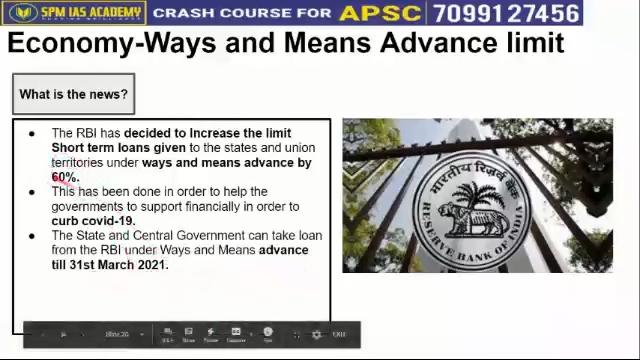 SPM IAS ACADEMY
CRASH COURSE FOR APSC 7099127456
Economy-Ways and Means Advance limit
What is the news?
● The RBI has decided to Increase the limit
Short term loans given to the states and union
territories under ways and means advance by
60%.
● This has been done in order to help the
governments to support financially in order to
curb covid-19.
● The State and Central Government can take loan
from the RBI under Ways and Means advance
till 31st March 2021.
भारतीय रिज़र्व बैंक
RESERVE BANK OF INDIA
EXIT